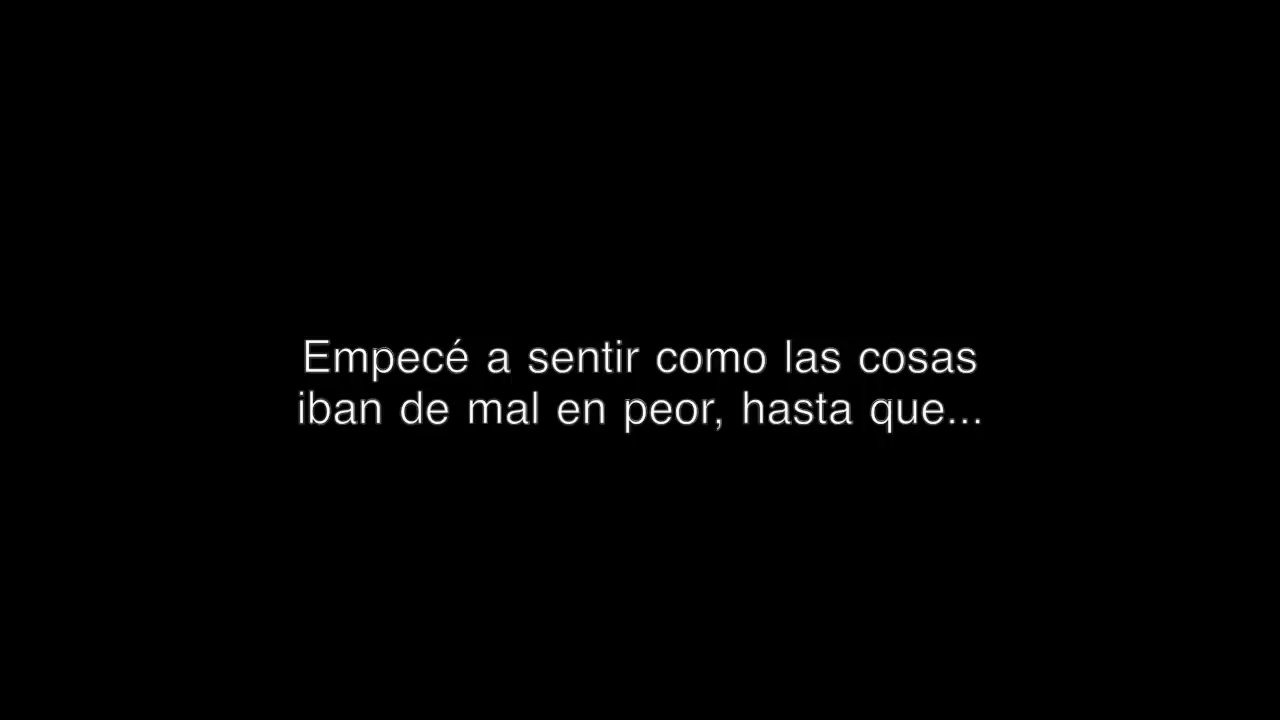 Empecé a sentir como las cosas
iban de mal en peor, hasta que...